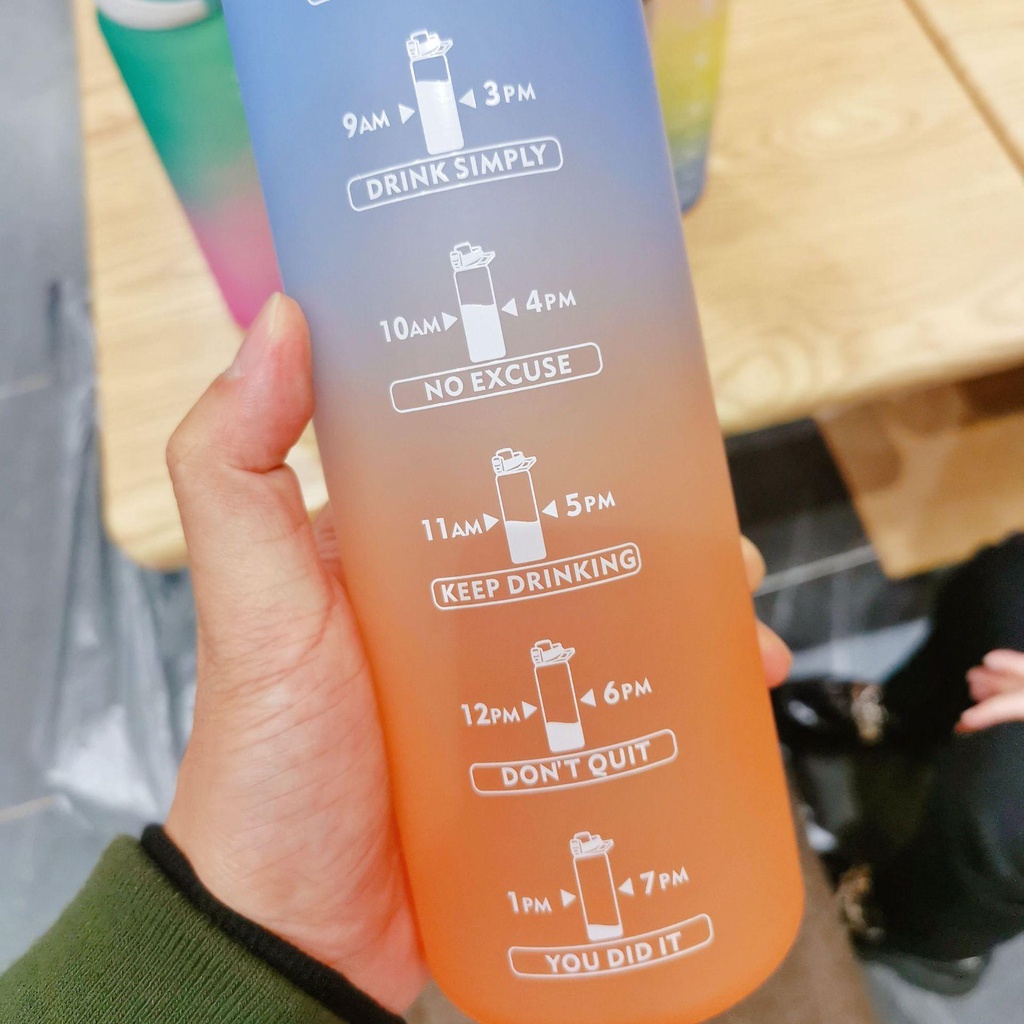 9AM 3PM
DRINK SIMPLY
10AM 4PM
NO EXCUSE
11AM 5PM
KEEP DRINKING
12PM 6PM
DON'T QUIT
1PM 7PM
YOU DID IT